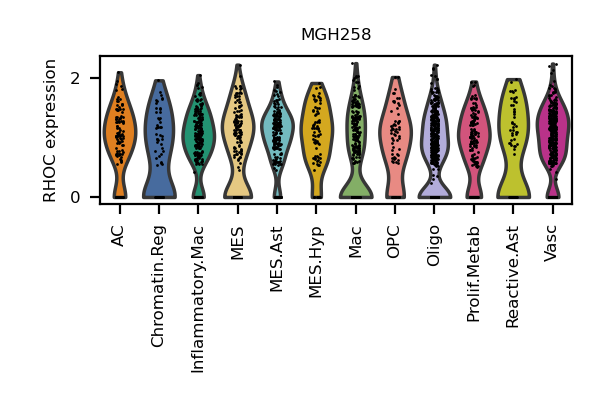 MGH258
RHOC expression
2
0
AC
Chromatin.Reg
Inflammatory.Mac
MES
MES.Ast
MES.Hyp
Mac
OPC
Oligo
Prolif.Metab
Reactive.Ast
Vasc